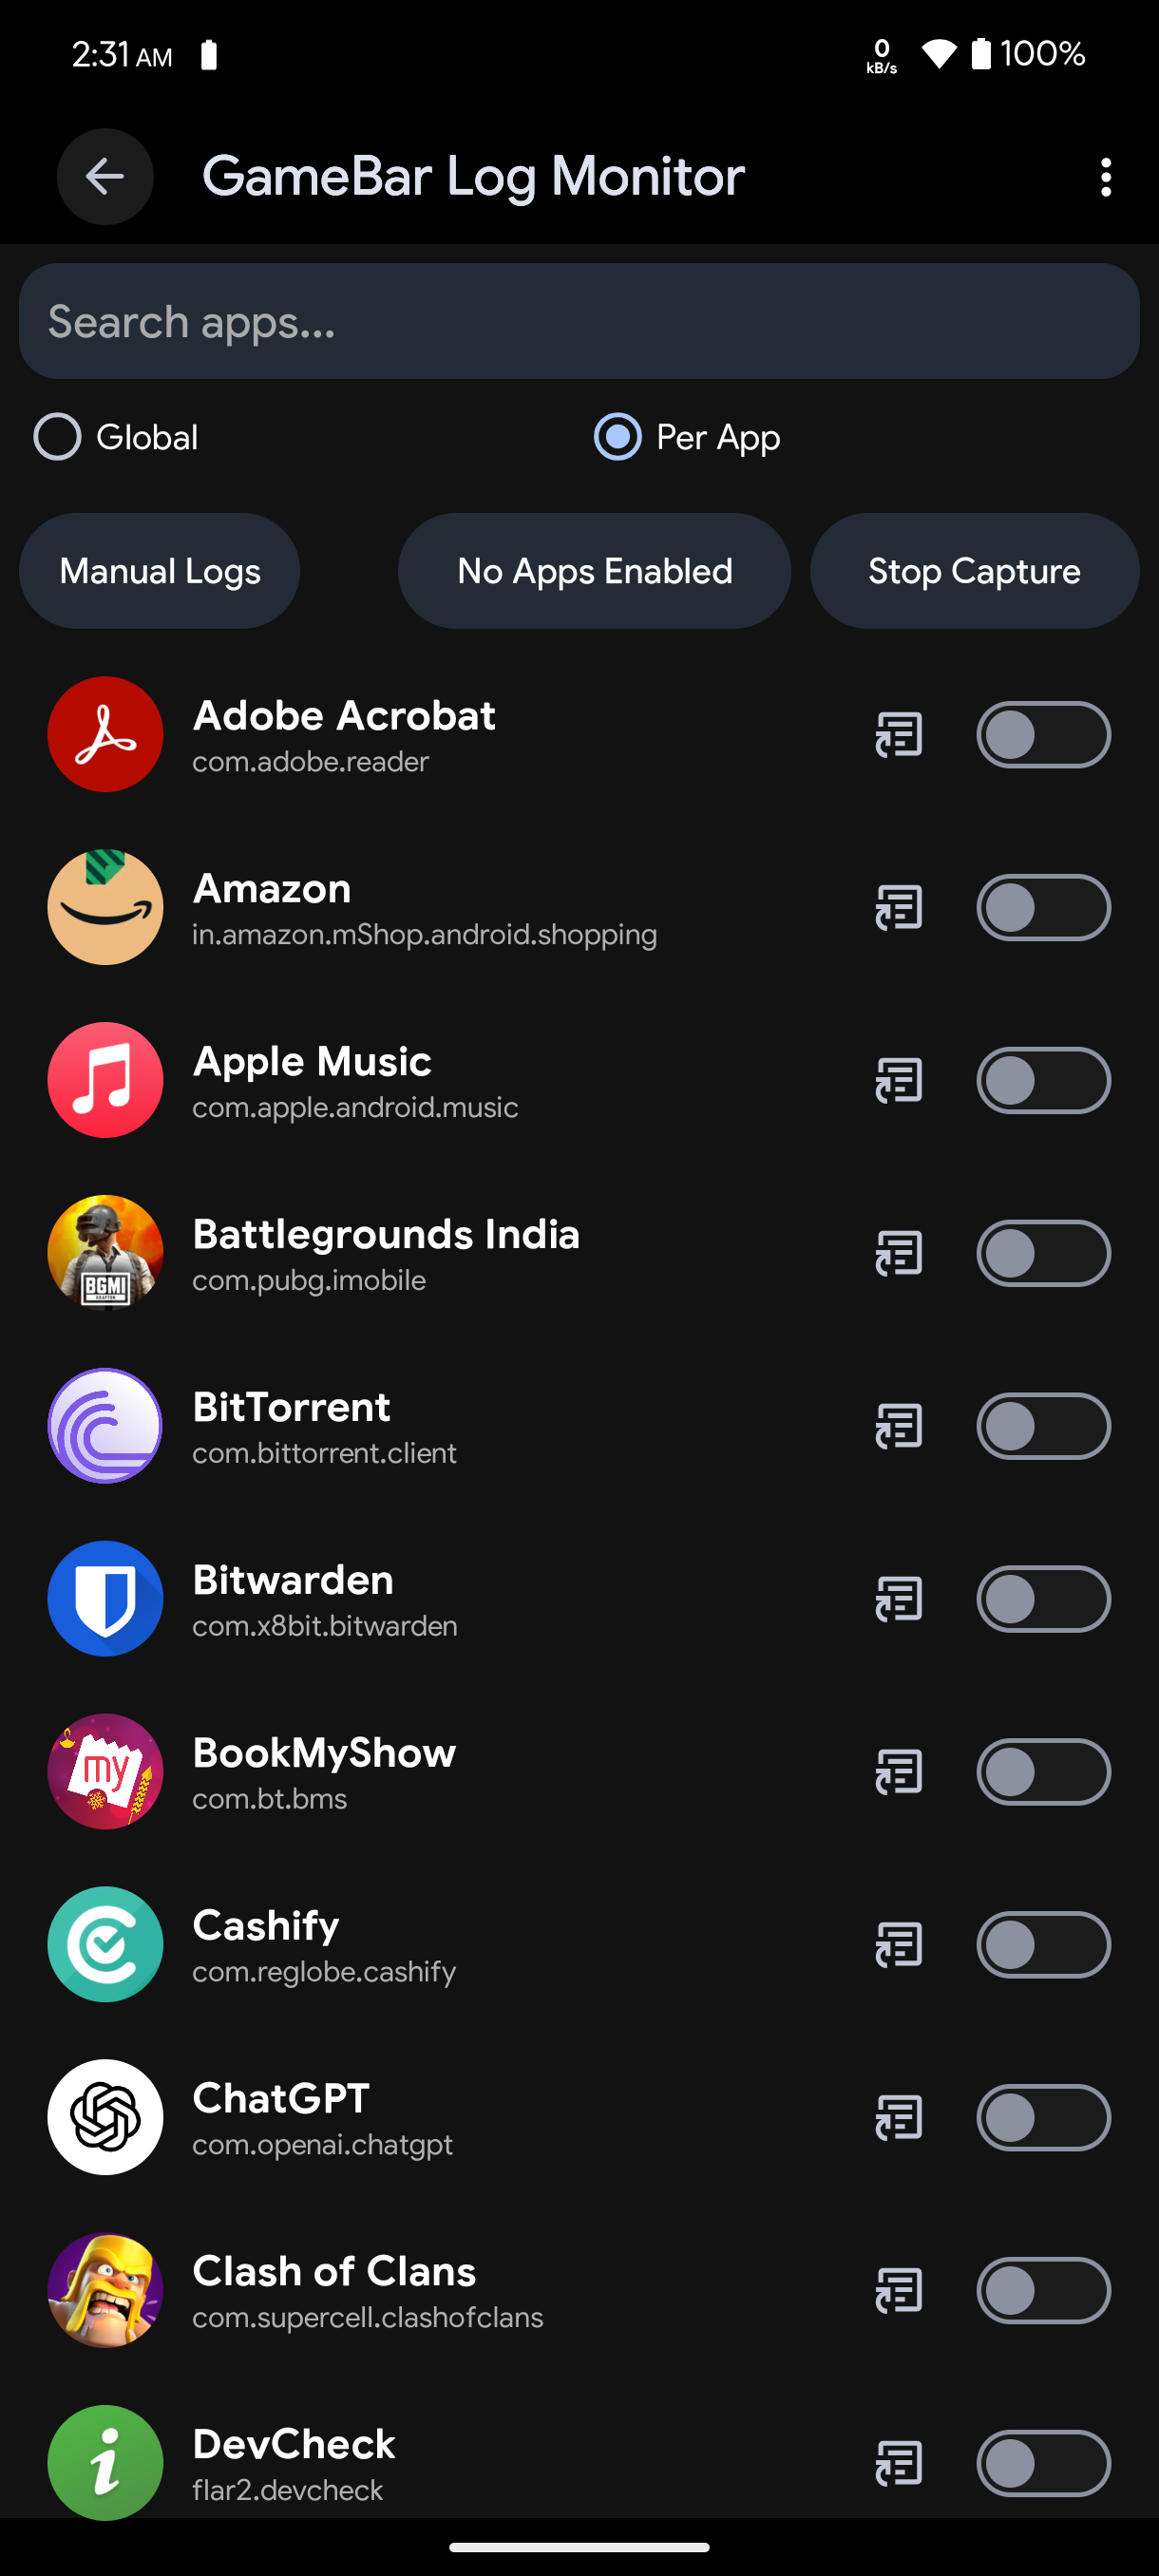 2:31 AM
0
kB/s
100%
GameBar Log Monitor
Search apps...
Global
Per App
Manual Logs
No Apps Enabled
Stop Capture
Adobe Acrobat
com.adobe.reader
Amazon
in.amazon.mShop.android.shopping
Apple Music
com.apple.android.music
BGMI
Battlegrounds India
com.pubg.imobile
BitTorrent
com.bittorrent.client
Bitwarden
com.x8bit.bitwarden
my
BookMyShow
com.bt.bms
Cashify
com.reglobe.cashify
ChatGPT
com.openai.chatgpt
Clash of Clans
com.supercell.clashofclans
DevCheck
flar2.devcheck